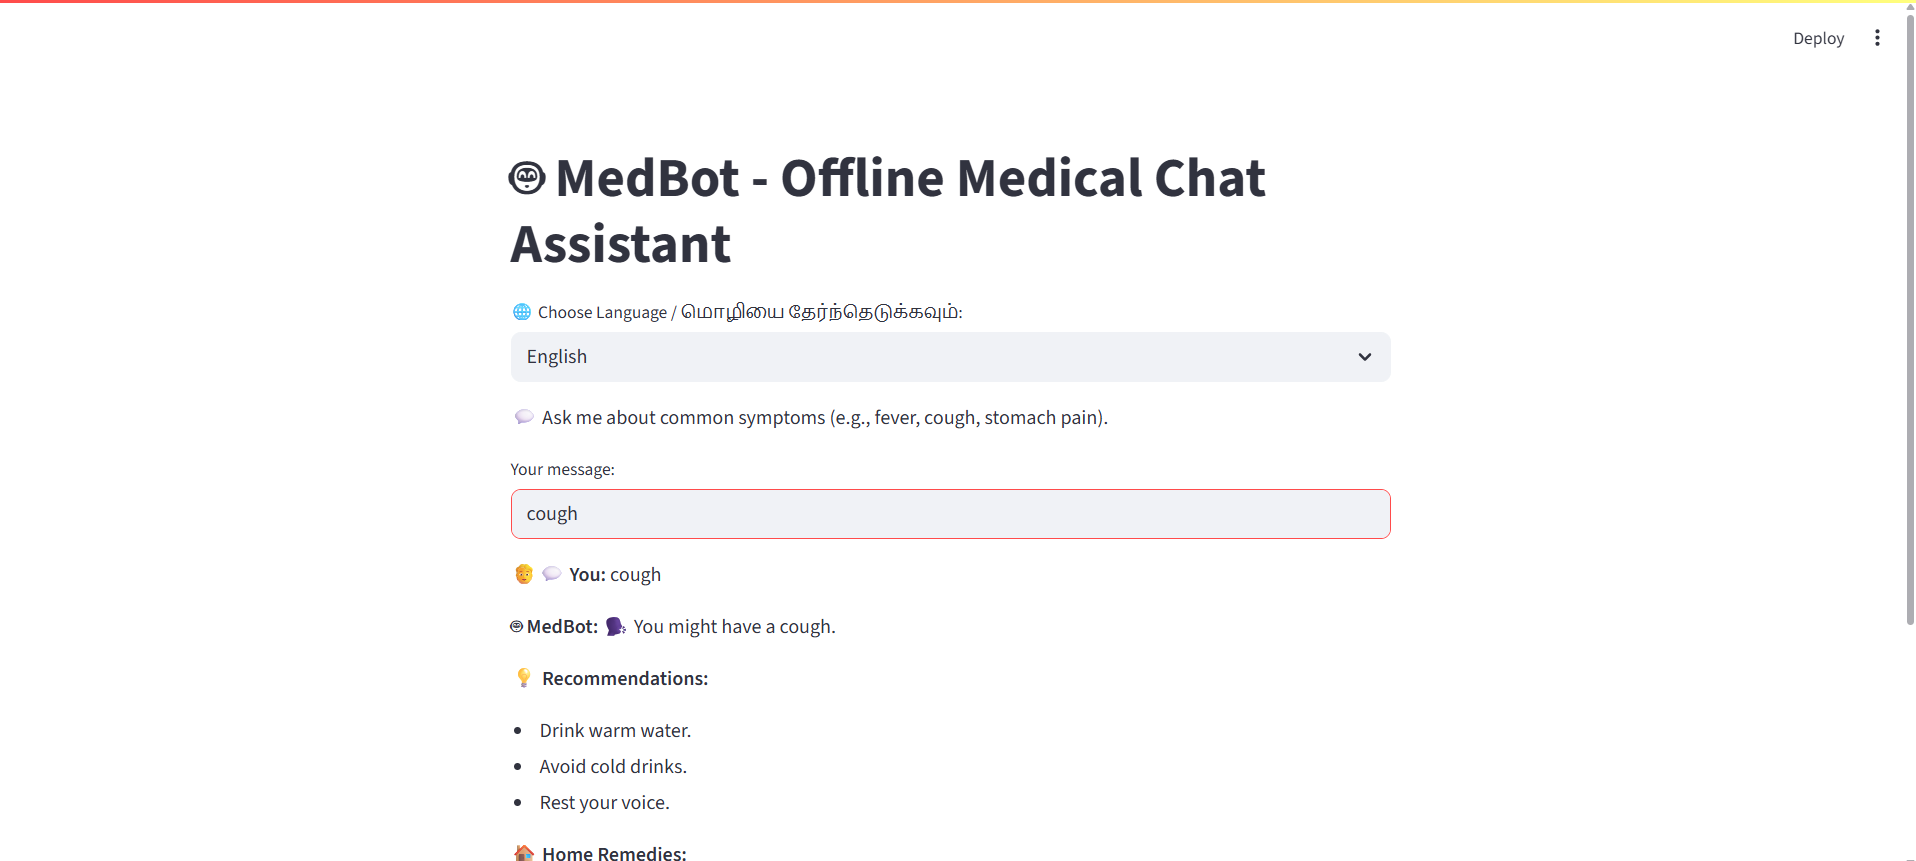 Deploy
MedBot - Offline Medical Chat
Assistant
🌐 Choose Language / மொழியை தேர்ந்தெடுக்கவும்:
English
💬 Ask me about common symptoms (e.g., fever, cough, stomach pain).
Your message:
cough
You: cough
MedBot: 🗣 You might have a cough.
💡 Recommendations:
• Drink warm water.
• Avoid cold drinks.
• Rest your voice.
🏠 Home Remedies: